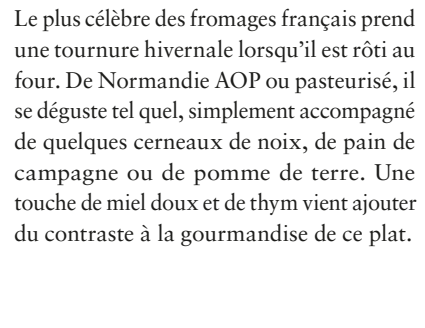 Le plus célèbre des fromages français prend
une tournure hivernale lorsqu'il est rôti au
four. De Normandie AOP ou pasteurisé, il
se déguste tel quel, simplement accompagné
de quelques cerneaux de noix, de pain de
campagne ou de pomme de terre. Une
touche de miel doux et de thym vient ajouter
du contraste à la gourmandise de ce plat.